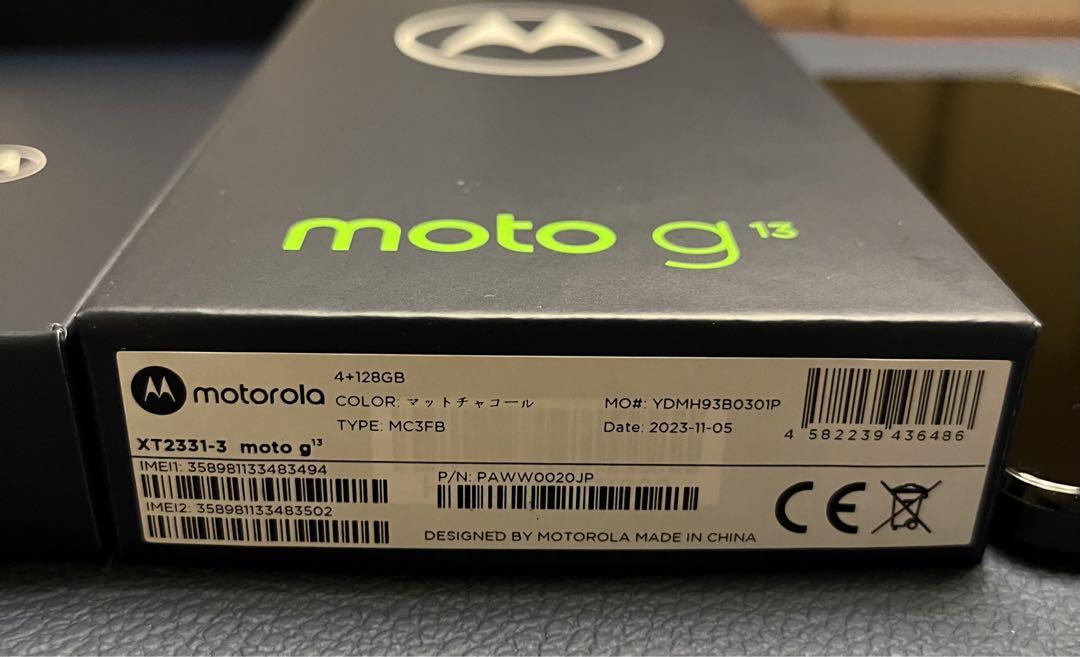 moto g 13
motorola
4+128GB
COLOR: マットチャコール
TYPE: MC3FB
MO#: YDMH93B0301P
Date: 2023-11-05
4 582239 436486
XT2331-3 moto g13
IMEI1: 358981133483494
IMEI2: 358981133483502
P/N: PAWW0020JP
DESIGNED BY MOTOROLA MADE IN CHINA
CE